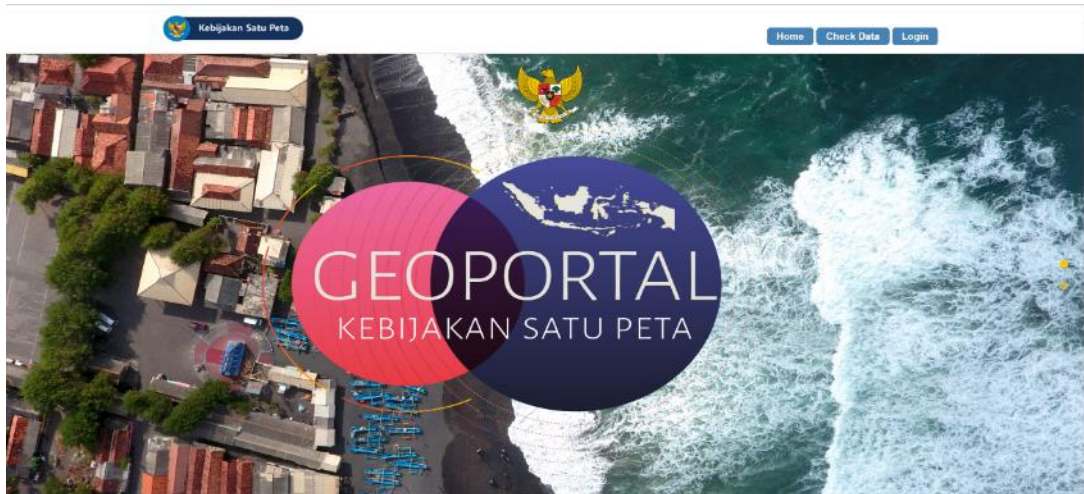 Kebijakan Satu Peta
Home Check Data Login
GEOPORTAL
KEBIJAKAN SATU PETA